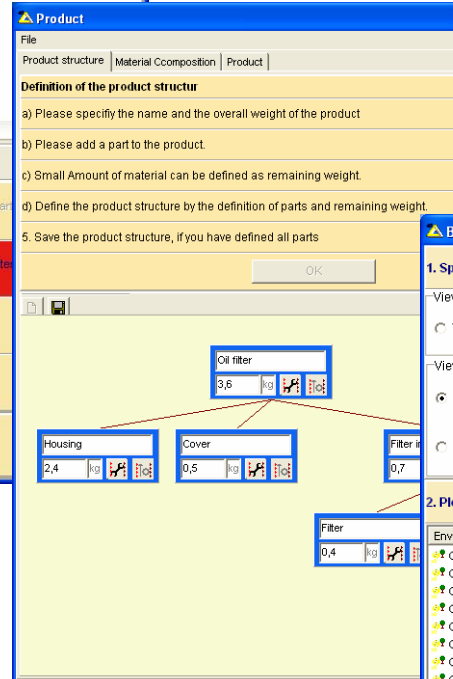 Product
File
Product structure Material Ccomposition Product
Definition of the product structur
a) Please specifiy the name and the overall weight of the product
b) Please add a part to the product.
c) Small Amount of material can be defined as remaining weight.
d) Define the product structure by the definition of parts and remaining weight.
5. Save the product structure, if you have defined all parts
OK
Oil filter
3,6 kg
Housing Cover Filter
2,4 kg 0,5 kg 0,7
Filter
0,4 kg
1. Sp
View
View
2. Ple
Env